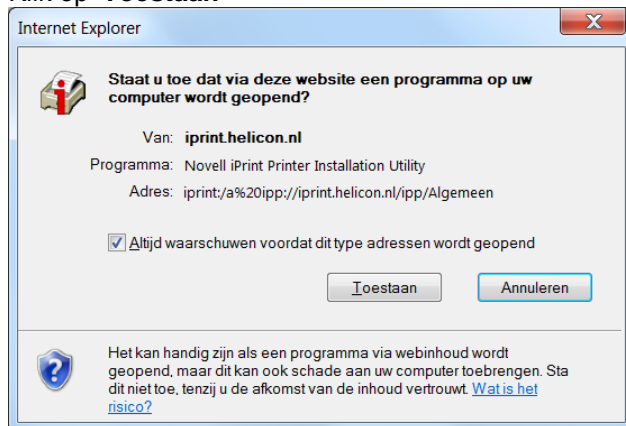 Klik op "Toestaan"
Internet Explorer
Staat u toe dat via deze website een programma op uw
computer wordt geopend?
Van: iprint.helicon.nl
Programma: Novell iPrint Printer Installation Utility
Adres: iprint:/a%20ipp://iprint.helicon.nl/ipp/Algemeen
Altijd waarschuwen voordat dit type adressen wordt geopend
Toestaan Annuleren
Het kan handig zijn als een programma via webinhoud wordt
geopend, maar dit kan ook schade aan uw computer toebrengen. Sta
dit niet toe, tenzij u de afkomst van de inhoud vertrouwt. Wat is het
risico?